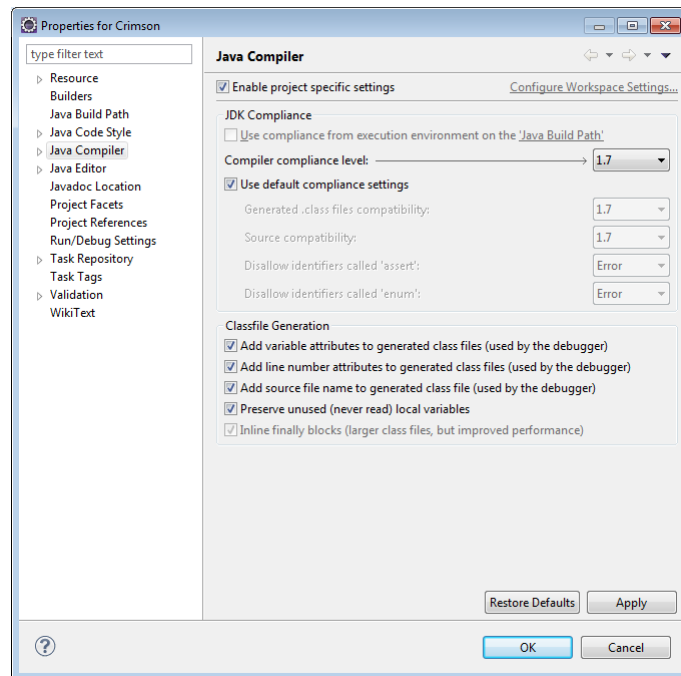 Properties for Crimson
type filter text
Resource
Builders
Java Build Path
Java Code Style
Java Compiler
Java Editor
Javadoc Location
Project Facets
Project References
Run/Debug Settings
Task Repository
Task Tags
Validation
WikiText
Java Compiler
Enable project specific settings
Configure Workspace Settings...
JDK Compliance
Use compliance from execution environment on the 'Java Build Path'
Compiler compliance level: 1.7
Use default compliance settings
Generated .class files compatibility: 1.7
Source compatibility: 1.7
Disallow identifiers called 'assert': Error
Disallow identifiers called 'enum': Error
Classfile Generation
Add variable attributes to generated class files (used by the debugger)
Add line number attributes to generated class files (used by the debugger)
Add source file name to generated class file (used by the debugger)
Preserve unused (never read) local variables
Inline finally blocks (larger class files, but improved performance)
Restore Defaults
Apply
?
OK
Cancel